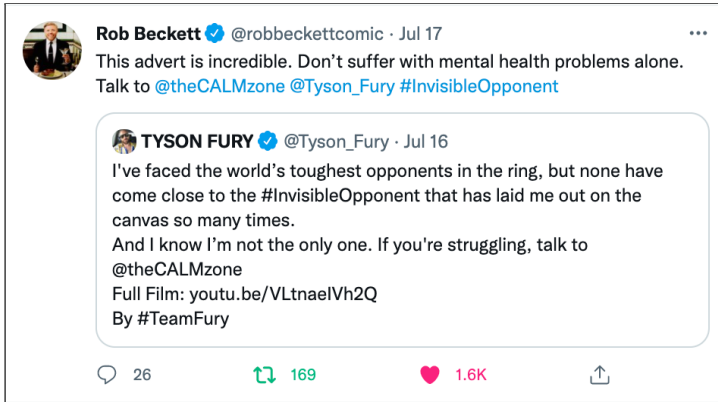 Rob Beckett @robbeckettcomic · Jul 17
This advert is incredible. Don’t suffer with mental health problems alone.
Talk to @theCALMzone @Tyson_Fury #InvisibleOpponent
TYSON FURY @Tyson_Fury · Jul 16
I've faced the world’s toughest opponents in the ring, but none have
come close to the #InvisibleOpponent that has laid me out on the
canvas so many times.
And I know I’m not the only one. If you're struggling, talk to
@theCALMzone
Full Film: youtu.be/VLtnaelVh2Q
By #TeamFury
26 169 1.6K